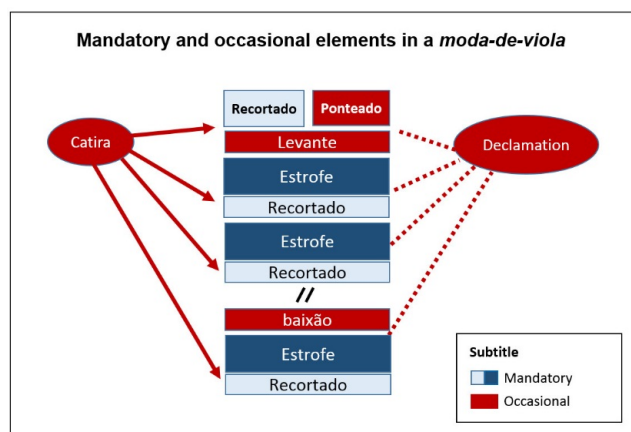 Mandatory and occasional elements in a moda-de-viola
Recortado
Ponteado
Catira
Levante
Declamation
Estrofe
Recortado
Estrofe
Recortado
//
baixão
Estrofe
Recortado
Subtitle
Mandatory
Occasional